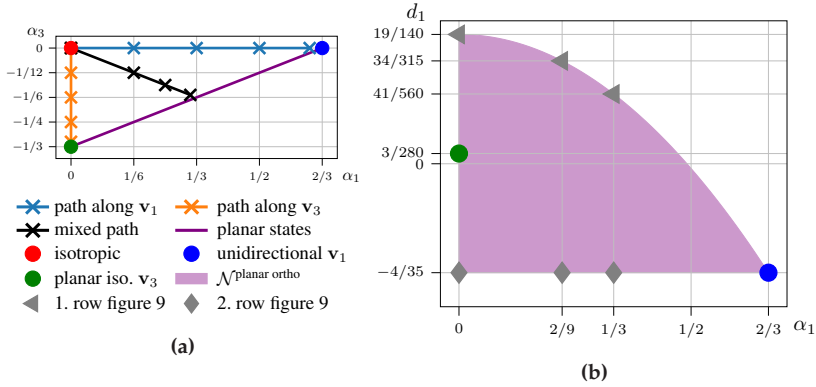 α₃
0
−1/12
−1/6
−1/4
−1/3
0
1/6
1/3
1/2
2/3
α₁
path along v₁
path along v₃
mixed path
planar states
isotropic
unidirectional v₁
planar iso. v₃
𝒩^planar ortho
1. row figure 9
2. row figure 9
(a)
d₁
19/140
34/315
41/560
3/280
0
−4/35
0
2/9
1/3
1/2
2/3
α₁
(b)